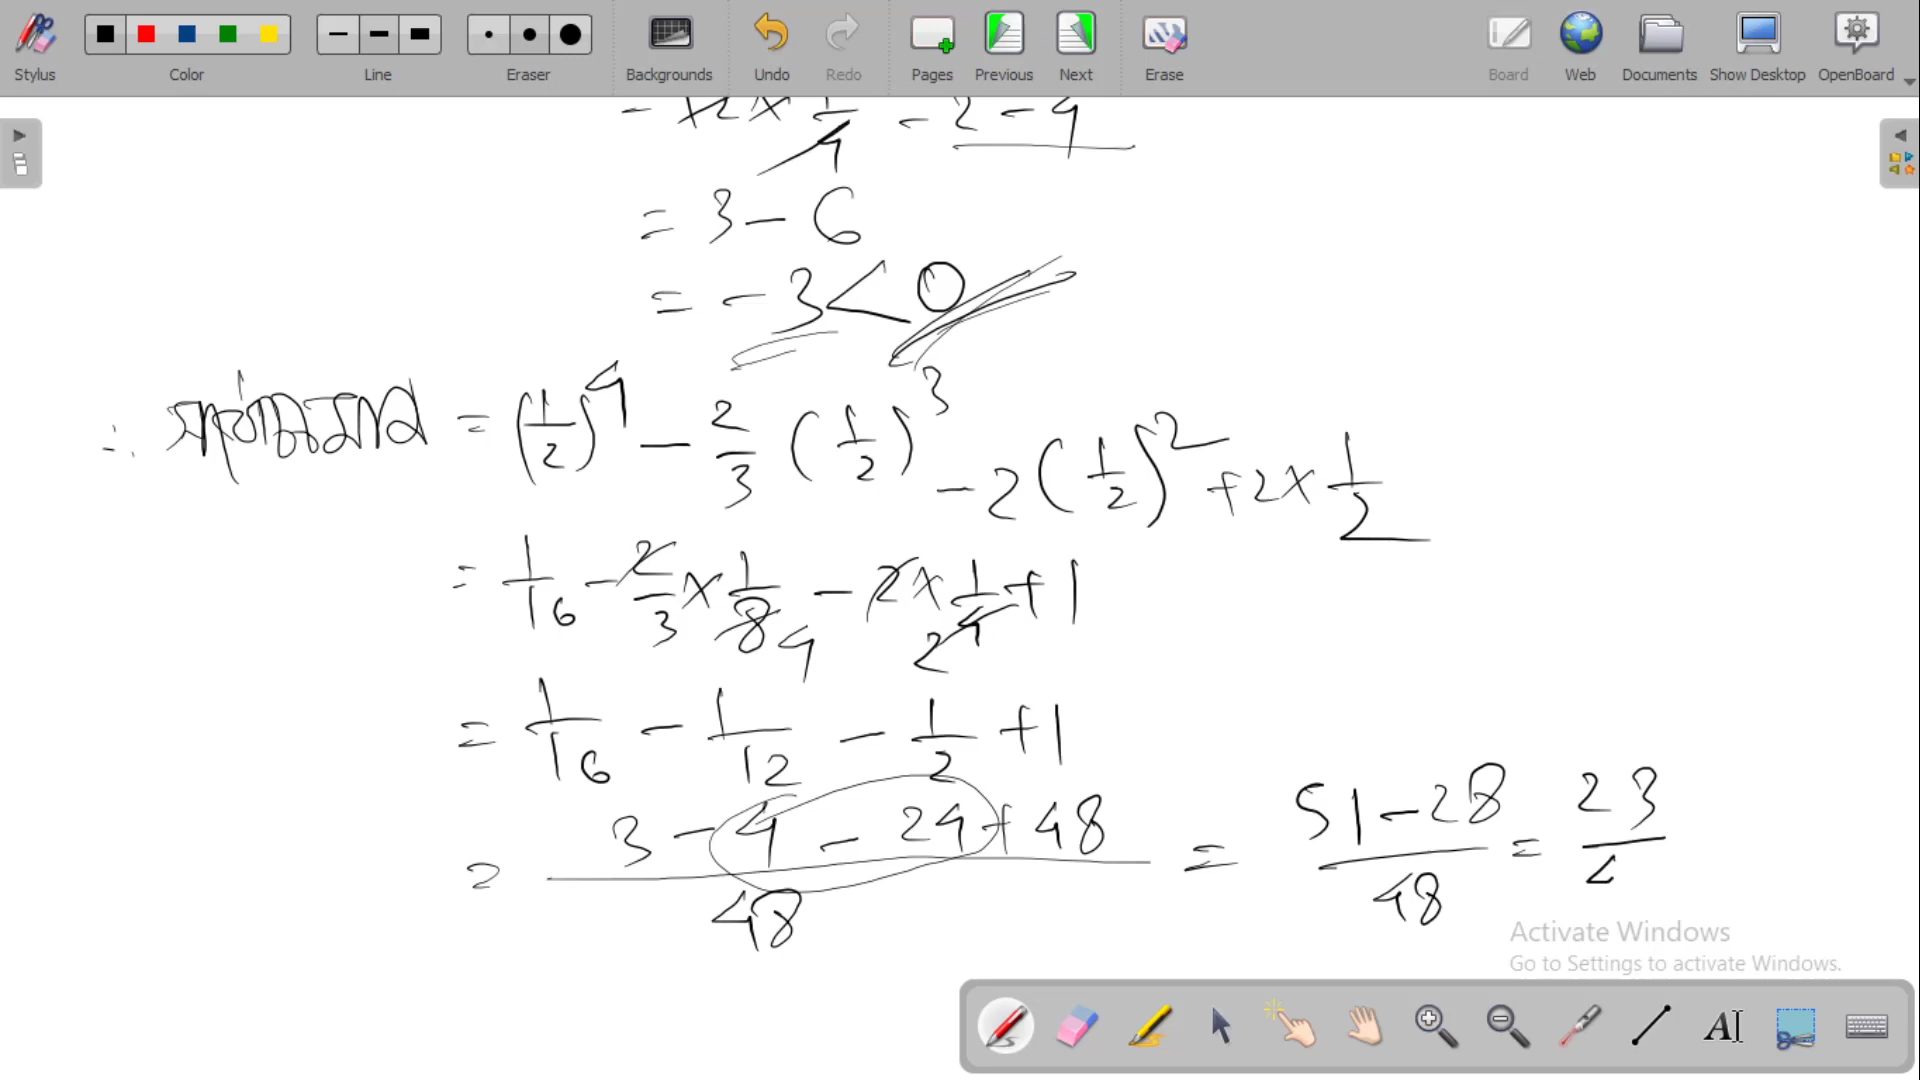 Stylus Color Line Eraser Backgrounds Undo Redo Pages Previous Next Erase Board Web Documents Show Desktop OpenBoard
= 3 - 6
= -3 < 0
∴ = (1/2)^4 - 2/3 (1/2)^3 - 2 (1/2)^2 + 2 × 1/2
= 1/16 - 2/3 × 1/8 4 - 2 × 1/4 2 + 1
= 1/16 - 1/12 - 1/2 + 1
= (3 - 4 - 24 + 48)/48 = (51 - 28)/48 = 23/4
Activate Windows
Go to Settings to activate Windows.